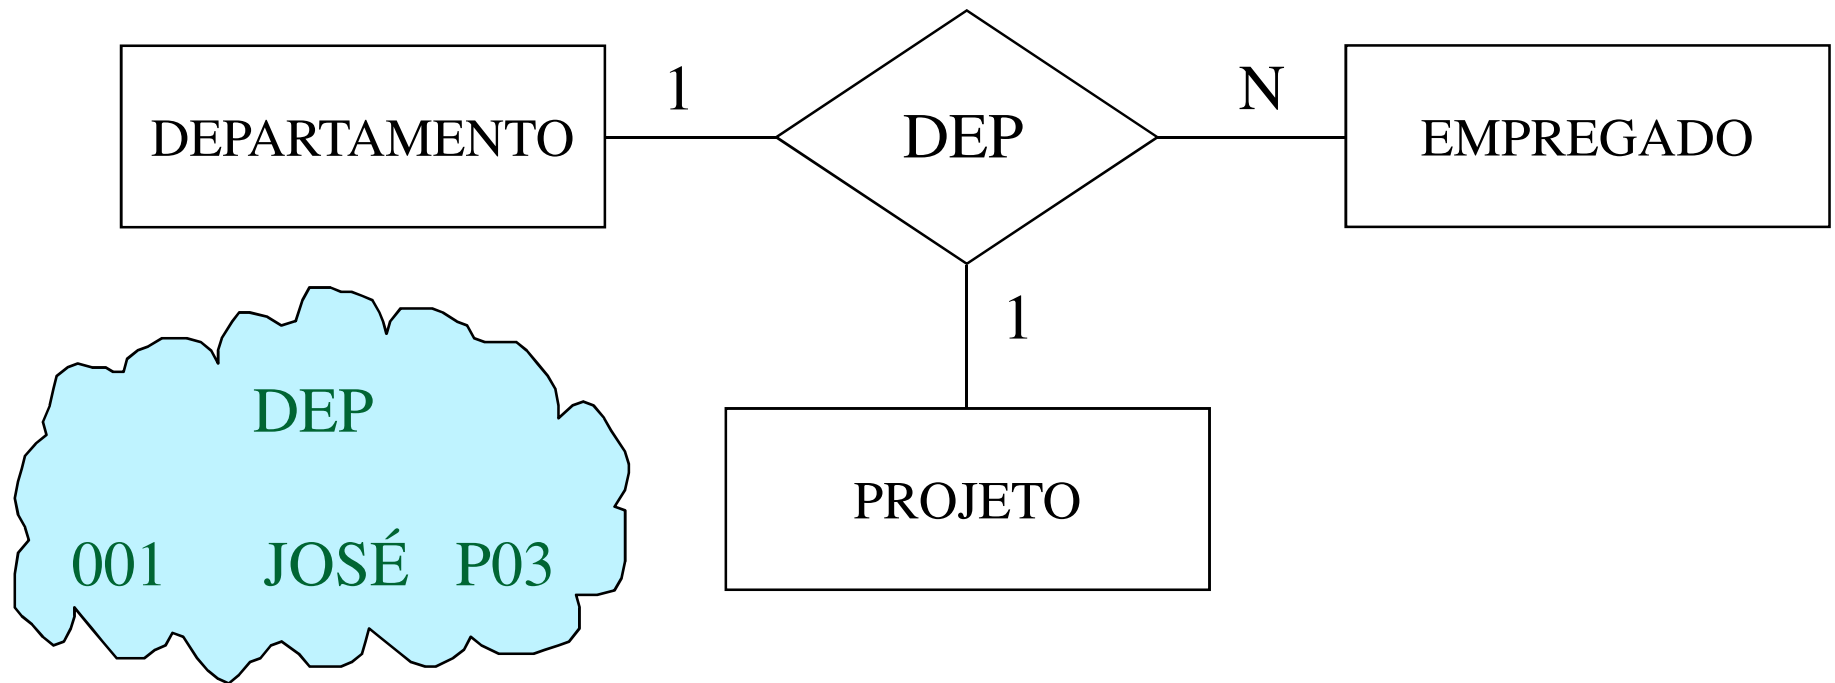 1
N
DEPARTAMENTO
DEP
EMPREGADO
1
DEP
PROJETO
001 JOSÉ P03